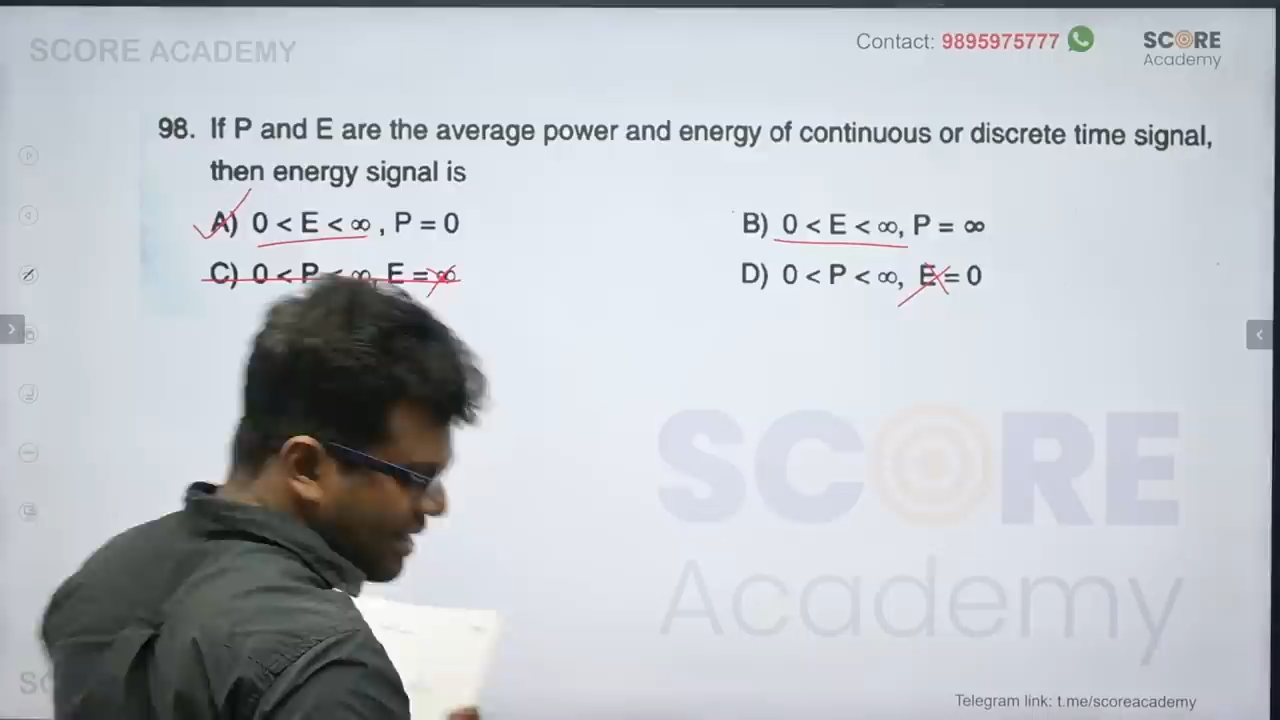 SCORE ACADEMY
Contact: 9895975777
SCORE
Academy
98. If P and E are the average power and energy of continuous or discrete time signal,
then energy signal is
A) 0 < E < ∞ , P = 0
B) 0 < E < ∞, P = ∞
C) 0 < P < ∞, E = ∞
D) 0 < P < ∞, E = 0
SCORE
Academy
Telegram link: t.me/scoreacademy